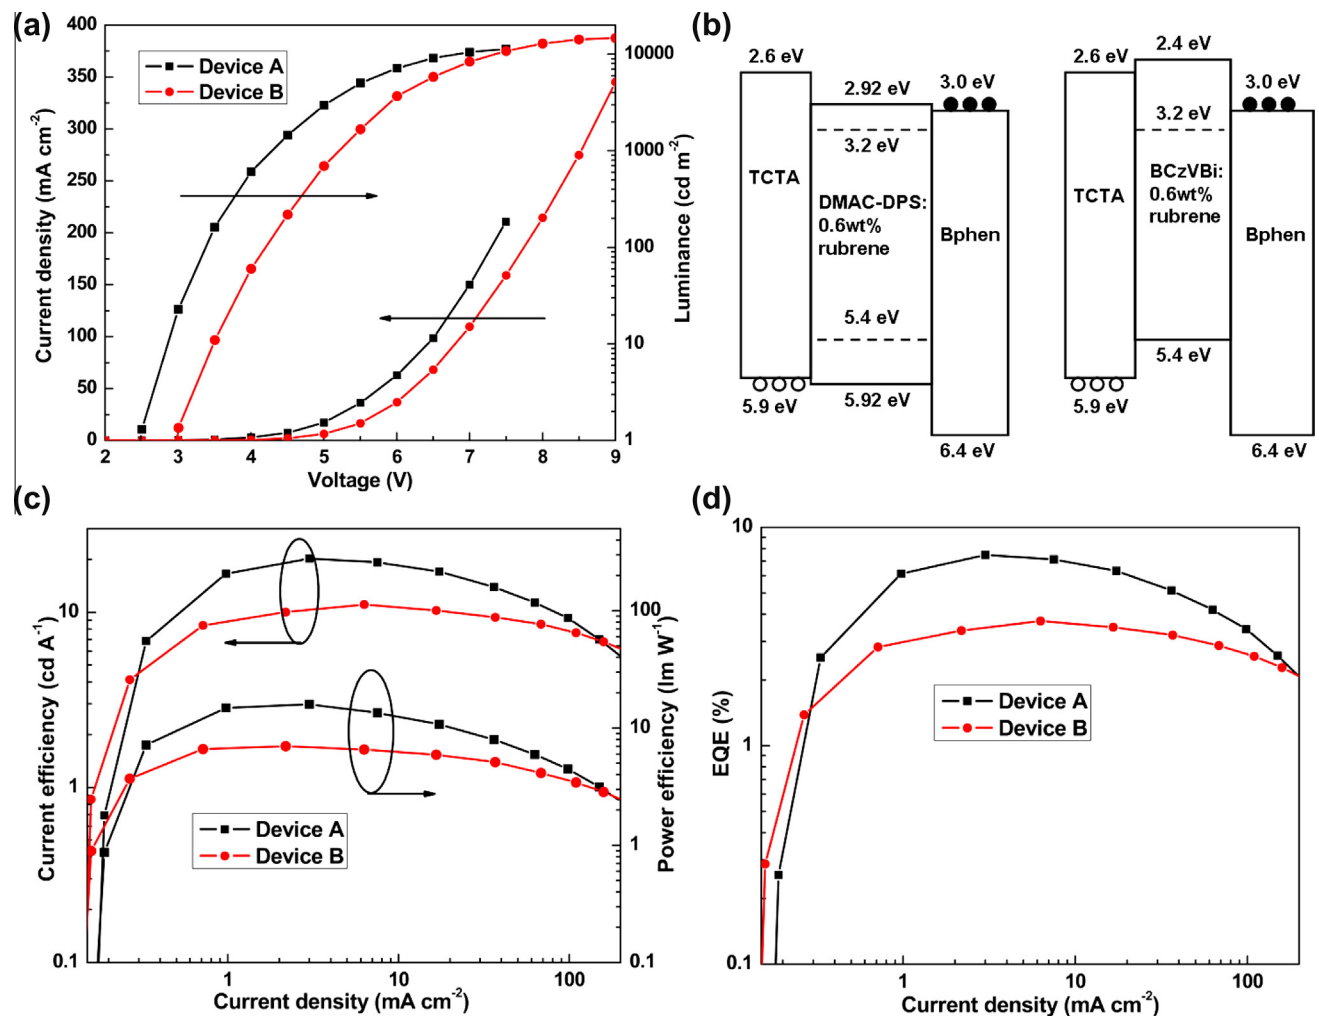 (a)
400
350
300
250
200
150
100
50
0
Current density (mA cm-2)
2 3 4 5 6 7 8 9
Voltage (V)
10000
1000
100
10
1
Luminance (cd m-2)
Device A
Device B
(b)
2.6 eV
2.92 eV
3.0 eV
3.2 eV
TCTA
DMAC-DPS:
0.6wt%
rubrene
Bphen
5.4 eV
5.9 eV
5.92 eV
6.4 eV
2.6 eV
2.4 eV
3.0 eV
3.2 eV
TCTA
BCzVBi:
0.6wt%
rubrene
Bphen
5.4 eV
5.9 eV
6.4 eV
(c)
10
1
0.1
Current efficiency (cd A-1)
1 10 100
Current density (mA cm-2)
100
10
1
0.1
Power efficiency (lm W-1)
Device A
Device B
(d)
10
1
0.1
EQE (%)
1 10 100
Current density (mA cm-2)
Device A
Device B